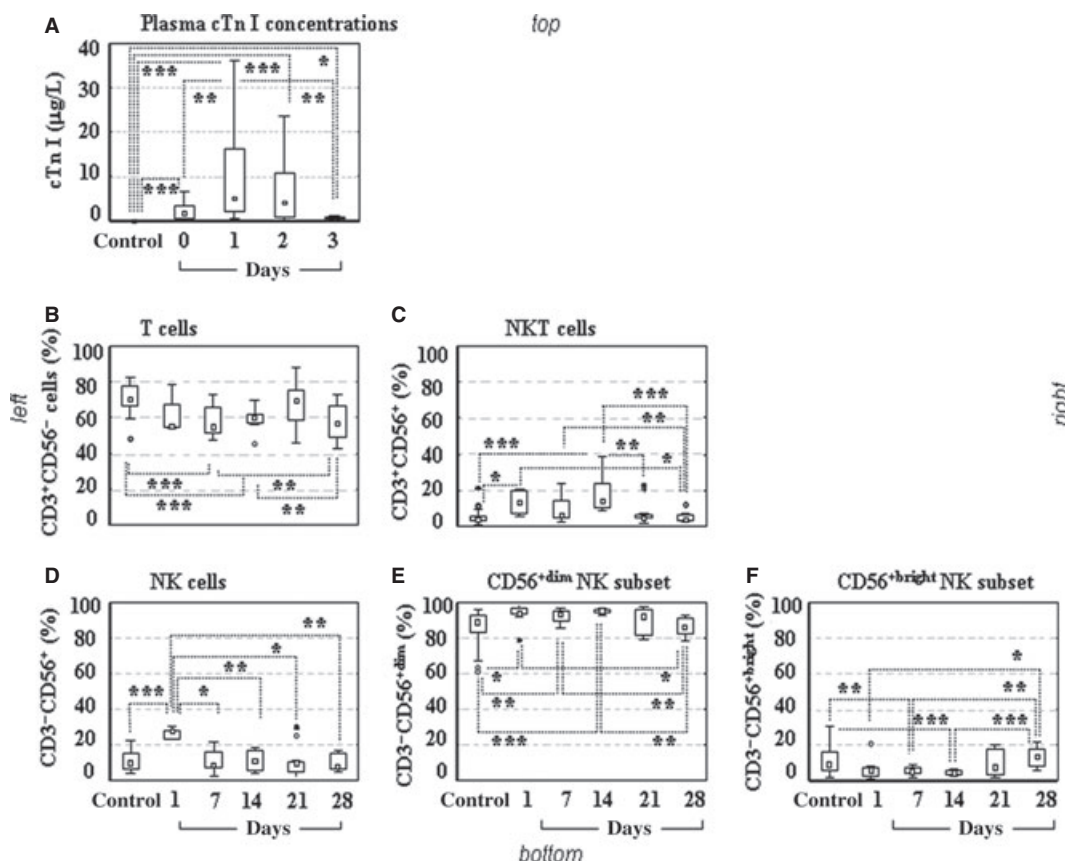 A Plasma cTn I concentrations top
cTn I (µg/L)
40
30
20
10
0
*
*** ***
** **
***
Control 0 1 2 3
Days
left
right
B T cells
CD3+CD56− cells (%)
100
80
60
40
20
0
*** **
*** **
C NKT cells
CD3+CD56+ (%)
100
80
60
40
20
0
***
**
*** **
* *
D NK cells
CD3−CD56+ (%)
100
80
60
40
20
0
**
*
**
*** *
Control 1 7 14 21 28
Days
E CD56+dim NK subset
CD3−CD56+dim (%)
100
80
60
40
20
0
* *
** **
*** **
Control 1 7 14 21 28
Days
F CD56+bright NK subset
CD3−CD56+bright (%)
100
80
60
40
20
0
*
** **
*** ***
Control 1 7 14 21 28
Days
bottom